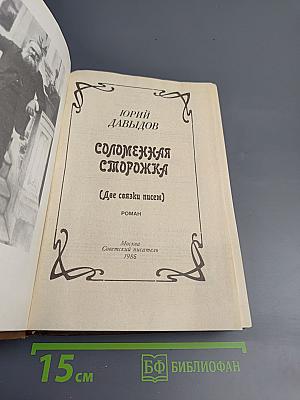 ЮРИЙ
ДАВЫДОВ
СОЛОМЕННАЯ
СТОРОЖКА
(Две связки писем)
РОМАН
Москва
Советский писатель
1986
15 см
БФ БИБЛИОФАН